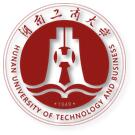 湖南工商大学
HUNAN UNIVERSITY OF TECHNOLOGY AND BUSINESS
1949